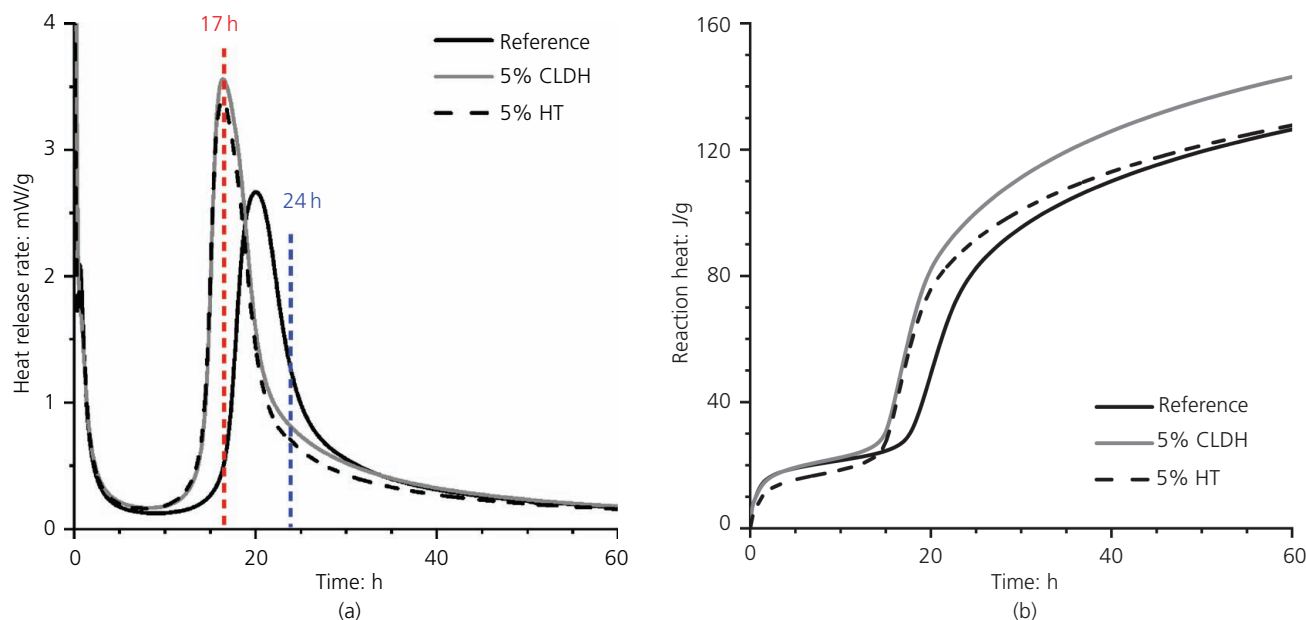 4
3
2
1
0
Heat release rate: mW/g
17 h
24 h
Reference
5% CLDH
5% HT
0
20
40
60
Time: h
(a)
160
120
80
40
0
Reaction heat: J/g
Reference
5% CLDH
5% HT
0
20
40
60
Time: h
(b)